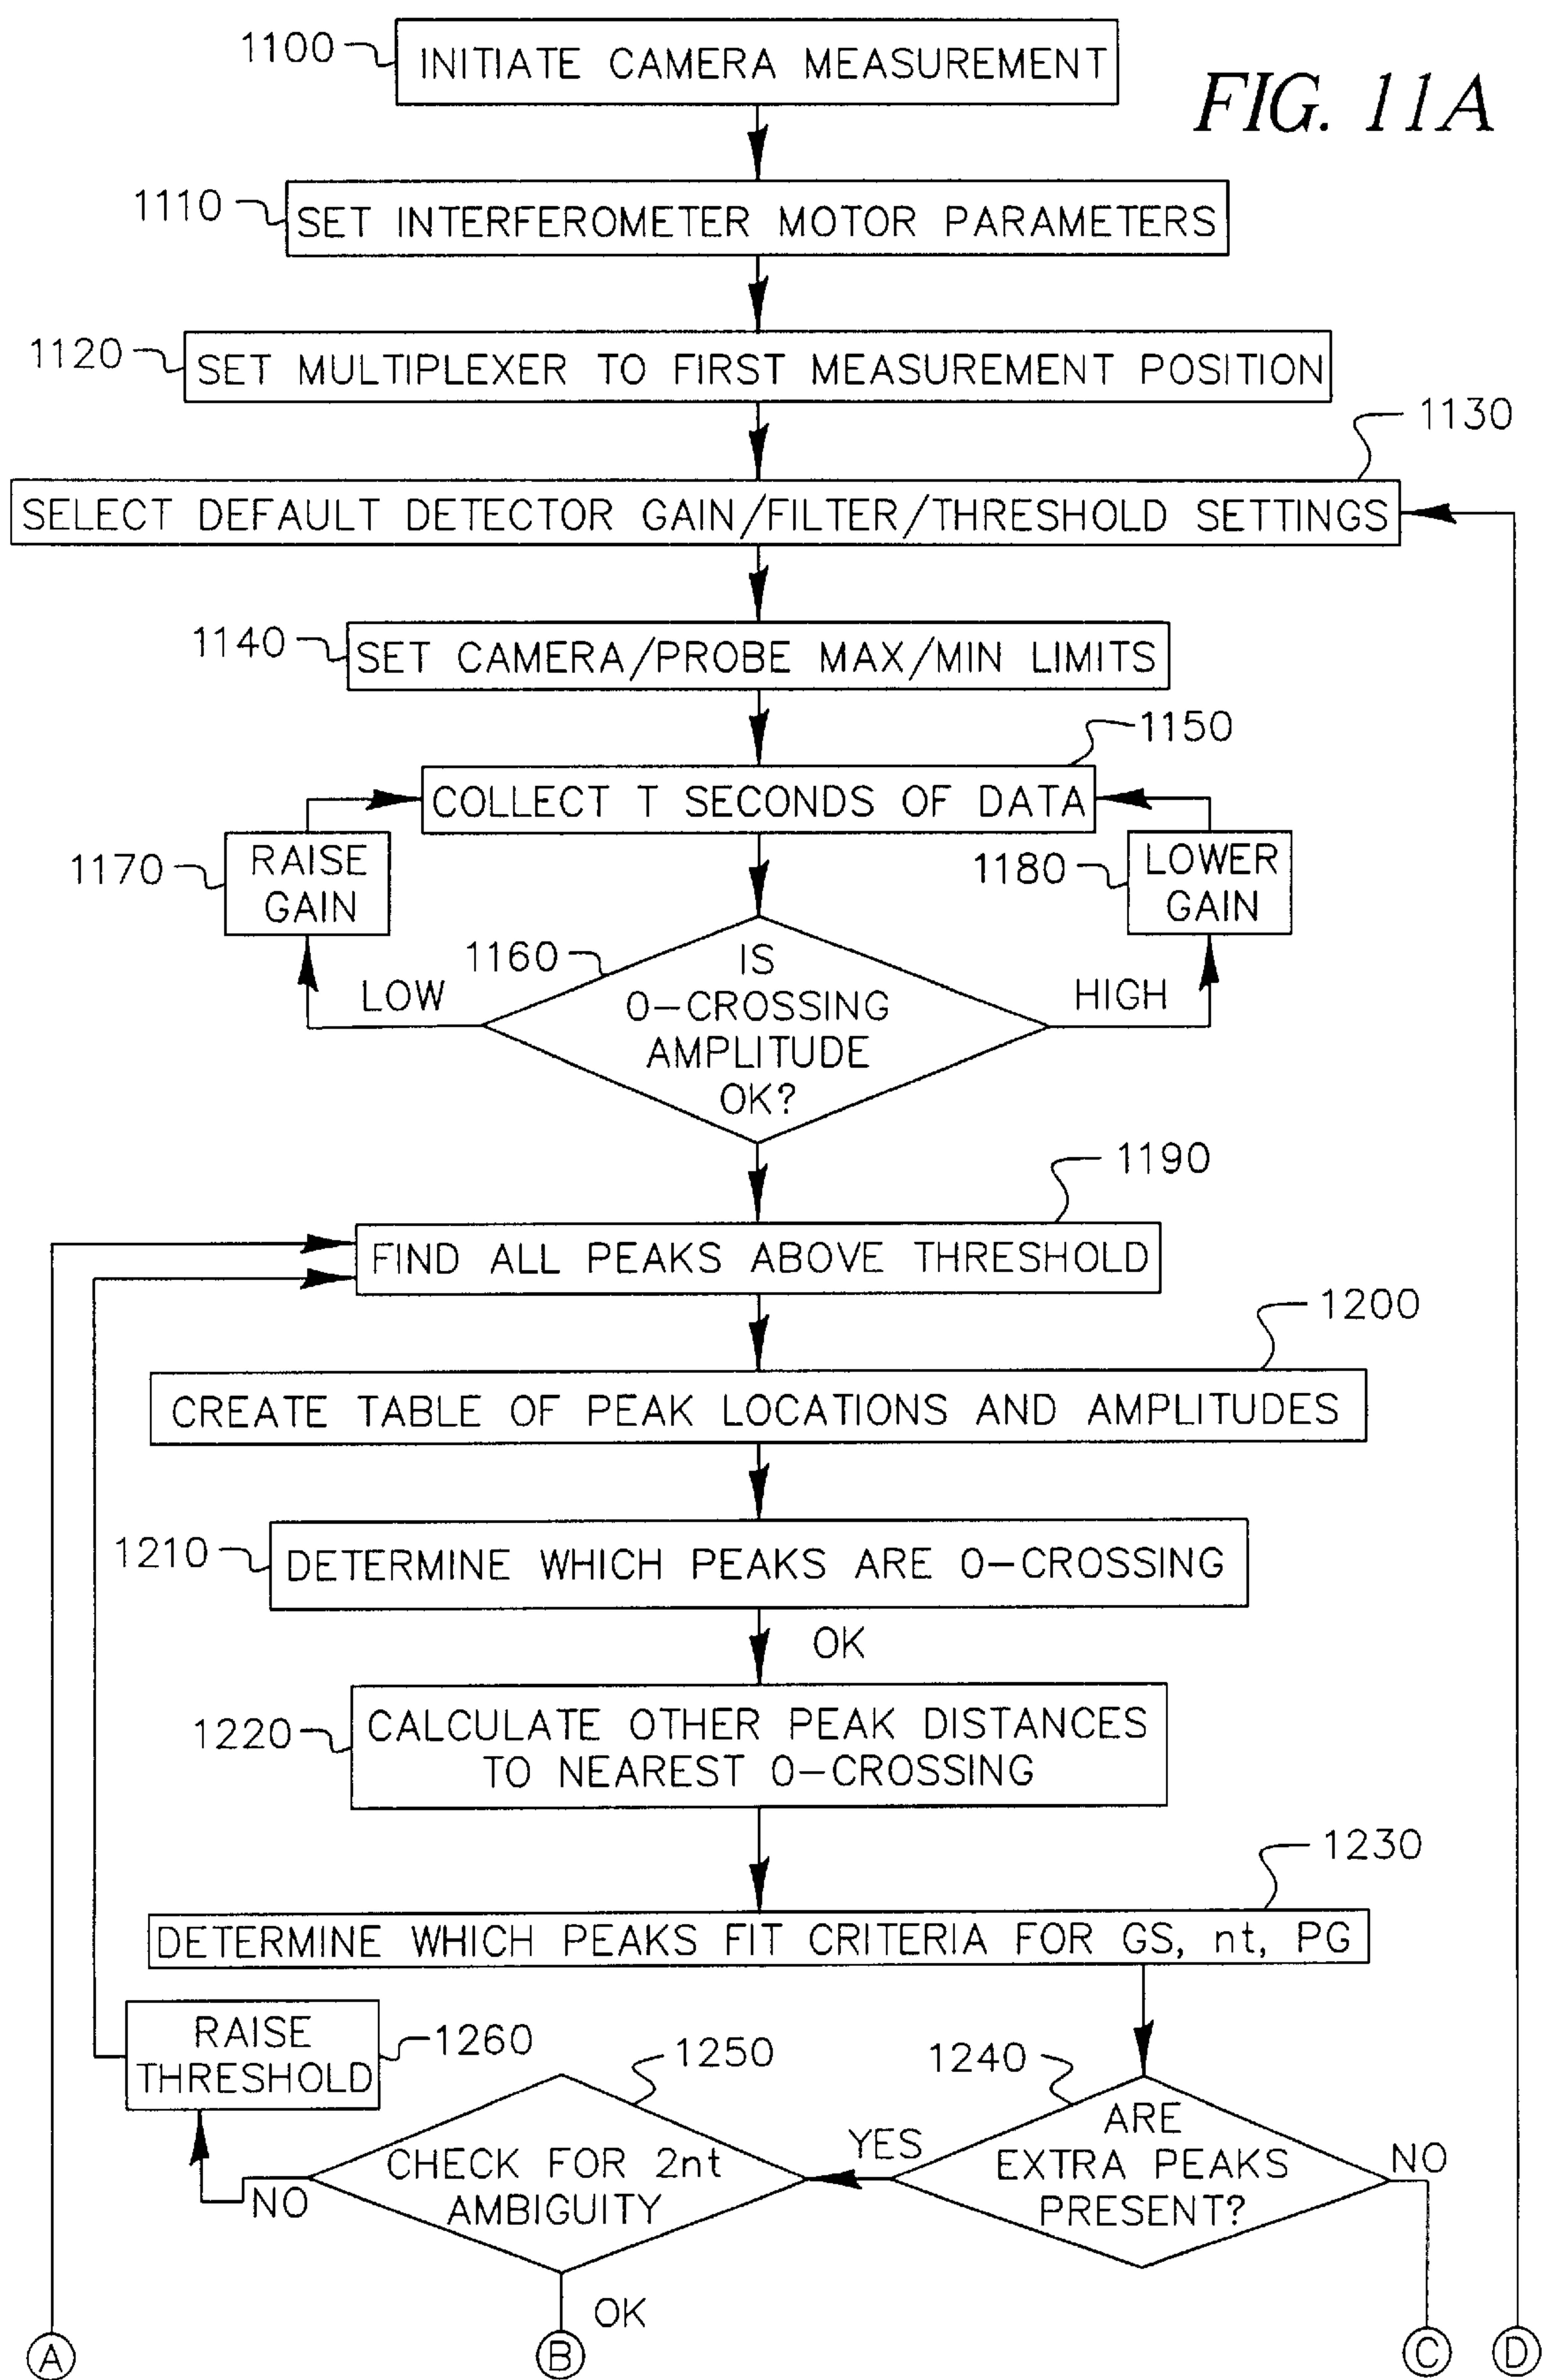 1100
INITIATE CAMERA MEASUREMENT
FIG. 11A
1110
SET INTERFEROMETER MOTOR PARAMETERS
1120
SET MULTIPLEXER TO FIRST MEASUREMENT POSITION
1130
SELECT DEFAULT DETECTOR GAIN/FILTER/THRESHOLD SETTINGS
1140
SET CAMERA/PROBE MAX/MIN LIMITS
1150
COLLECT T SECONDS OF DATA
1170
RAISE
GAIN
1180
LOWER
GAIN
1160
IS
0-CROSSING
AMPLITUDE
OK?
LOW
HIGH
1190
FIND ALL PEAKS ABOVE THRESHOLD
1200
CREATE TABLE OF PEAK LOCATIONS AND AMPLITUDES
1210
DETERMINE WHICH PEAKS ARE 0-CROSSING
OK
1220
CALCULATE OTHER PEAK DISTANCES
TO NEAREST 0-CROSSING
1230
DETERMINE WHICH PEAKS FIT CRITERIA FOR GS, nt, PG
RAISE
THRESHOLD
1260
1250
1240
CHECK FOR 2nt
AMBIGUITY
NO
YES
ARE
EXTRA PEAKS
PRESENT?
NO
OK
A
B
C
D